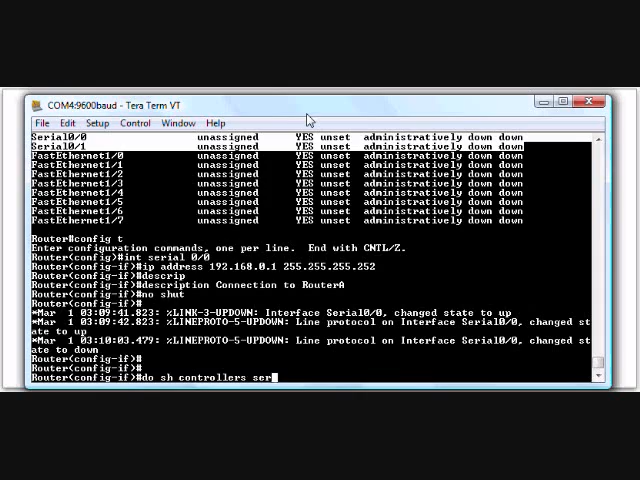 COM4:9600baud - Tera Term VT
File Edit Setup Control Window Help
Serial0/0 unassigned YES unset administratively down down
Serial0/1 unassigned YES unset administratively down down
FastEthernet1/0 unassigned YES unset administratively down down
FastEthernet1/1 unassigned YES unset administratively down down
FastEthernet1/2 unassigned YES unset administratively down down
FastEthernet1/3 unassigned YES unset administratively down down
FastEthernet1/4 unassigned YES unset administratively down down
FastEthernet1/5 unassigned YES unset administratively down down
FastEthernet1/6 unassigned YES unset administratively down down
FastEthernet1/7 unassigned YES unset administratively down down
Router#config t
Enter configuration commands, one per line. End with CNTL/Z.
Router(config)#int serial 0/0
Router(config-if)#ip address 192.168.0.1 255.255.255.252
Router(config-if)#descrip
Router(config-if)#description Connection to RouterA
Router(config-if)#no shut
Router(config-if)#
*Mar 1 03:09:41.823: %LINK-3-UPDOWN: Interface Serial0/0, changed state to up
*Mar 1 03:09:42.823: %LINEPROTO-5-UPDOWN: Line protocol on Interface Serial0/0, changed st
ate to up
*Mar 1 03:10:03.479: %LINEPROTO-5-UPDOWN: Line protocol on Interface Serial0/0, changed st
ate to down
Router(config-if)#
Router(config-if)#
Router(config-if)#do sh controllers ser